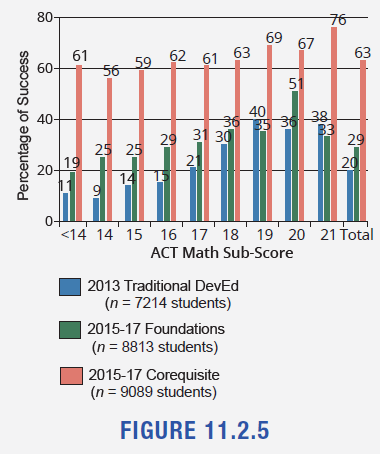 Percentage of Success
80
60
40
20
0
11 19 61
9 25 56
14 25 59
15 29 62
21 31 61
30 36 63
40 35 69
36 51 67
38 33 76
20 29 63
<14 14 15 16 17 18 19 20 21 Total
ACT Math Sub-Score
2013 Traditional DevEd
(n = 7214 students)
2015-17 Foundations
(n = 8813 students)
2015-17 Corequisite
(n = 9089 students)
FIGURE 11.2.5